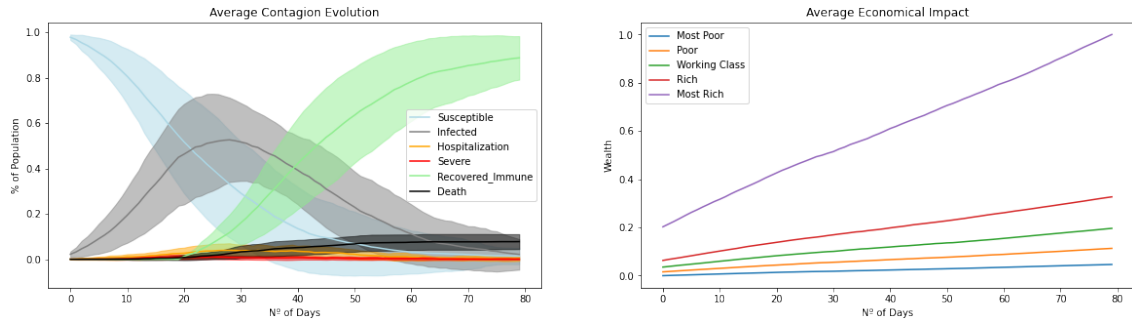 Average Contagion Evolution
% of Population
1.0
0.8
0.6
0.4
0.2
0.0
Susceptible
Infected
Hospitalization
Severe
Recovered_Immune
Death
0 10 20 30 40 50 60 70 80
Nº of Days
Average Economical Impact
Wealth
1.0
0.8
0.6
0.4
0.2
0.0
Most Poor
Poor
Working Class
Rich
Most Rich
0 10 20 30 40 50 60 70 80
Nº of Days